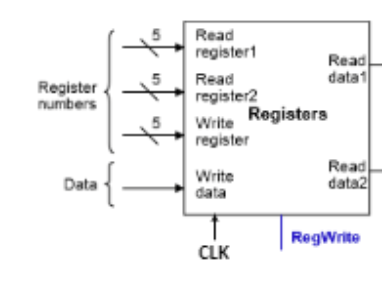 5
Read
register1
5
Read
register2
5
Write
register
Write
data
Register
numbers
Data
Registers
Read
data1
Read
data2
CLK
RegWrite